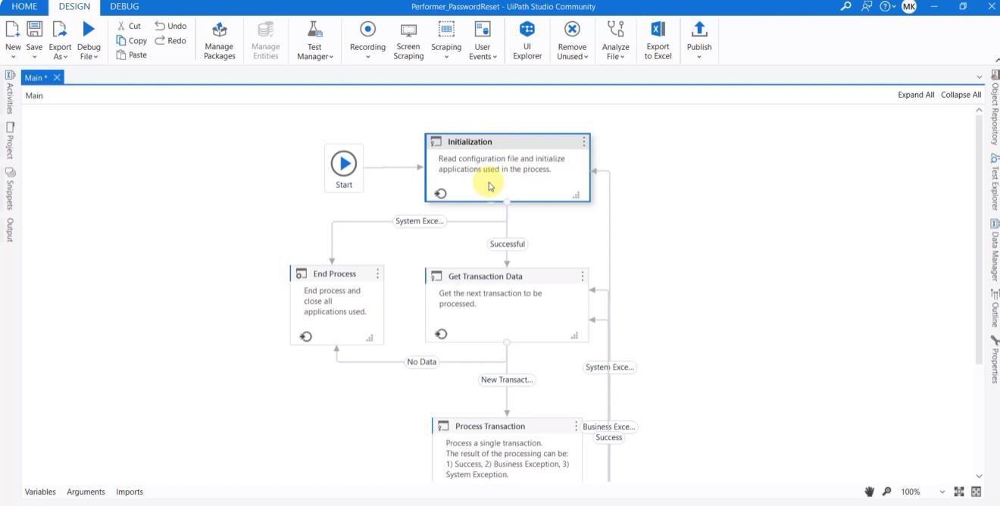 HOME DESIGN DEBUG Performer_PasswordReset - UiPath Studio Community MK
New Save Export As Debug File Cut Copy Paste Undo Redo Manage Packages Manage Entities Test Manager Recording Screen Scraping Scraping User Events UI Explorer Remove Unused Analyze File Export to Excel Publish
Main *
Main Expand All Collapse All
Activities
Project
Snippets
Output
Object Repository
Test Explorer
Data Manager
Outline
Properties
Start
Initialization
Read configuration file and initialize
applications used in the process.
System Exce...
Successful
End Process
End process and
close all
applications used.
Get Transaction Data
Get the next transaction to be
processed.
No Data
New Transact...
System Exce...
Process Transaction
Process a single transaction.
The result of the processing can be:
1) Success, 2) Business Exception, 3)
System Exception.
Business Exce...
Success
Variables Arguments Imports 100%